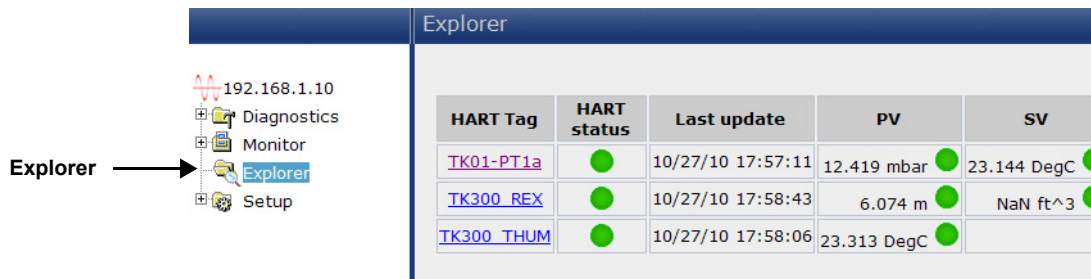 Explorer
192.168.1.10
Diagnostics
Monitor
Explorer
Setup
Explorer
HART Tag HART status Last update PV SV
TK01-PT1a 10/27/10 17:57:11 12.419 mbar 23.144 DegC
TK300_REX 10/27/10 17:58:43 6.074 m NaN ft^3
TK300_THUM 10/27/10 17:58:06 23.313 DegC